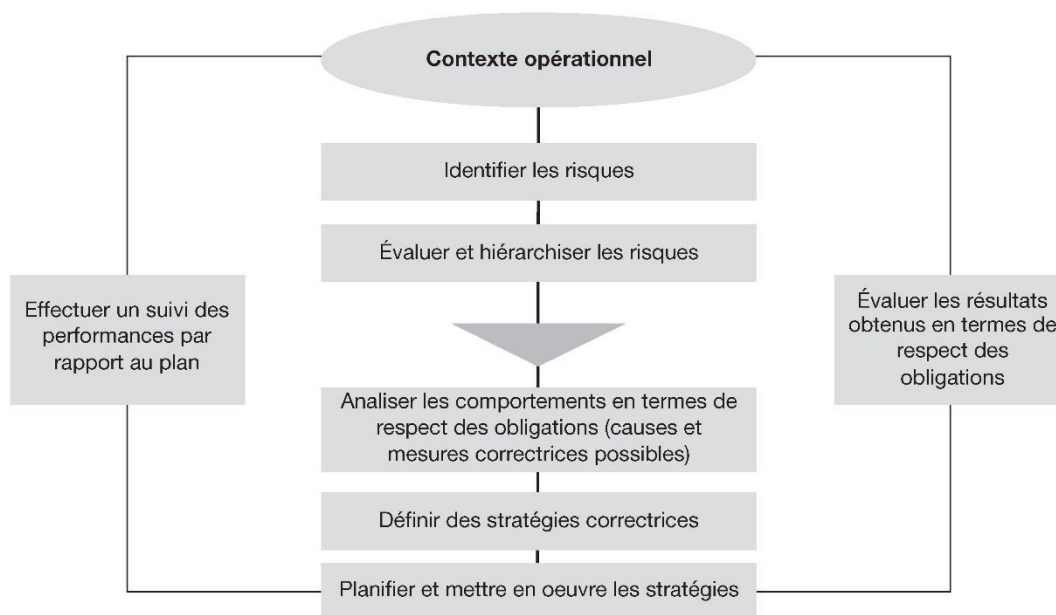 Contexte opérationnel
Identifier les risques
Évaluer et hiérarchiser les risques
Effectuer un suivi des
performances par
rapport au plan
Évaluer les résultats
obtenus en termes de
respect des
obligations
Analiser les comportements en termes de
respect des obligations (causes et
mesures correctrices possibles)
Définir des stratégies correctrices
Planifier et mettre en oeuvre les stratégies